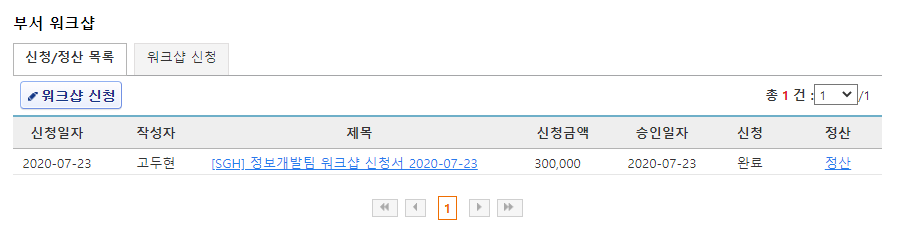 부서 워크샵
신청/정산 목록 워크샵 신청
워크샵 신청 총 1 건 : 1 /1
신청일자 작성자 제목 신청금액 승인일자 신청 정산
2020-07-23 고두현 [SGH] 정보개발팀 워크샵 신청서 2020-07-23 300,000 2020-07-23 완료 정산
1